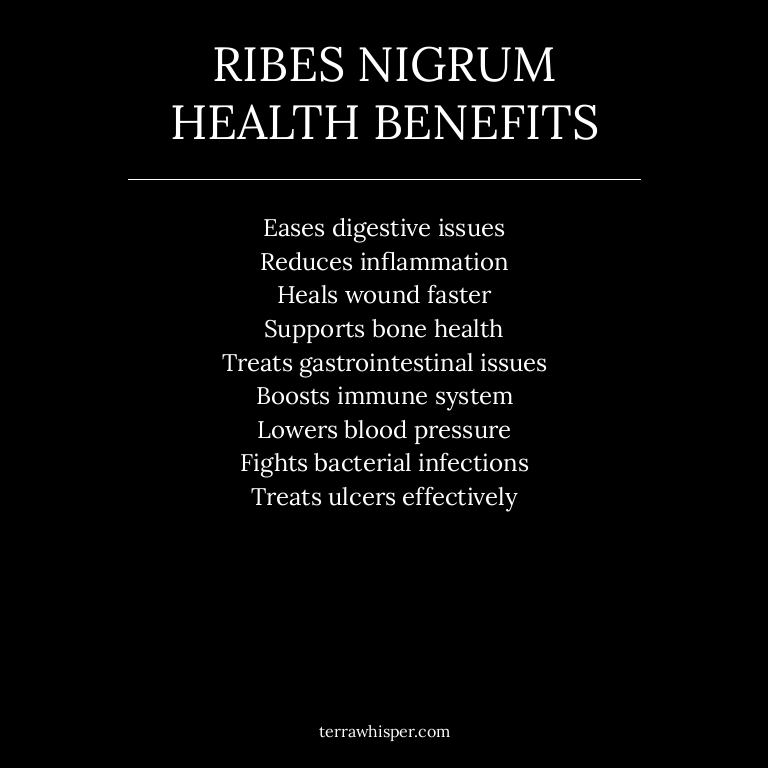 RIBES NIGRUM
HEALTH BENEFITS
Eases digestive issues
Reduces inflammation
Heals wound faster
Supports bone health
Treats gastrointestinal issues
Boosts immune system
Lowers blood pressure
Fights bacterial infections
Treats ulcers effectively
terrawhisper.com